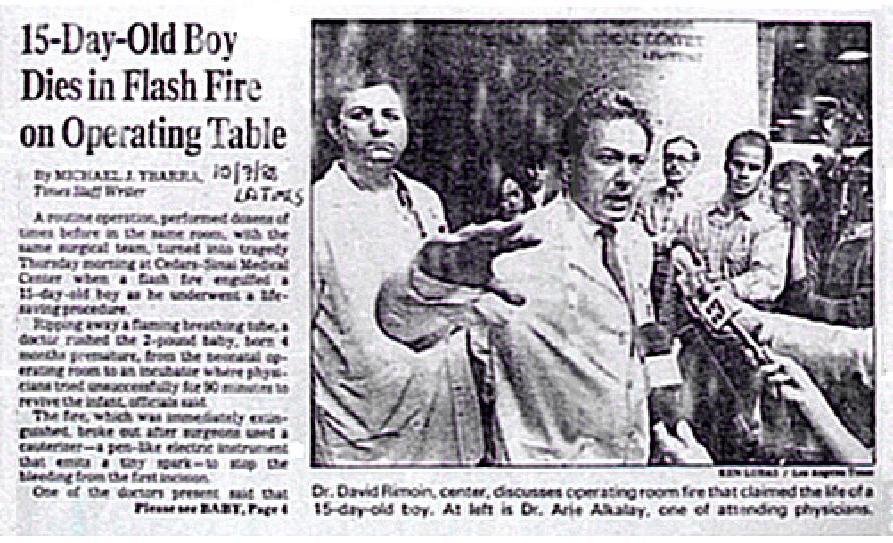 15-Day-Old Boy
Dies in Flash Fire
on Operating Table
By MICHAEL J. YBARRA,
Times Staff Writer
LA TIMES
A routine operation, performed dozens of
times before in the same room, with the
same surgical team, turned into tragedy
Thursday morning at Cedars-Sinai Medical
Center when a flash fire engulfed a
15-day-old boy as he underwent a life-
saving procedure.
Ripping away a flaming breathing tube, a
doctor rushed the 2-pound baby, born 4
months premature, from the neonatal op-
erating room to an incubator where physi-
cians tried unsuccessfully for 90 minutes to
revive the infant, officials said.
The fire, which was immediately extin-
guished, broke out after surgeons used a
cauterizer—a pen-like electric instrument
that emits a tiny spark—to stop the
bleeding from the first incision.
One of the doctors present said that
Please see BABY, Page 4
Los Angeles Times
Dr. David Rimoin, center, discusses operating room fire that claimed the life of a
15-day-old boy. At left is Dr. Arie Alkalay, one of attending physicians.